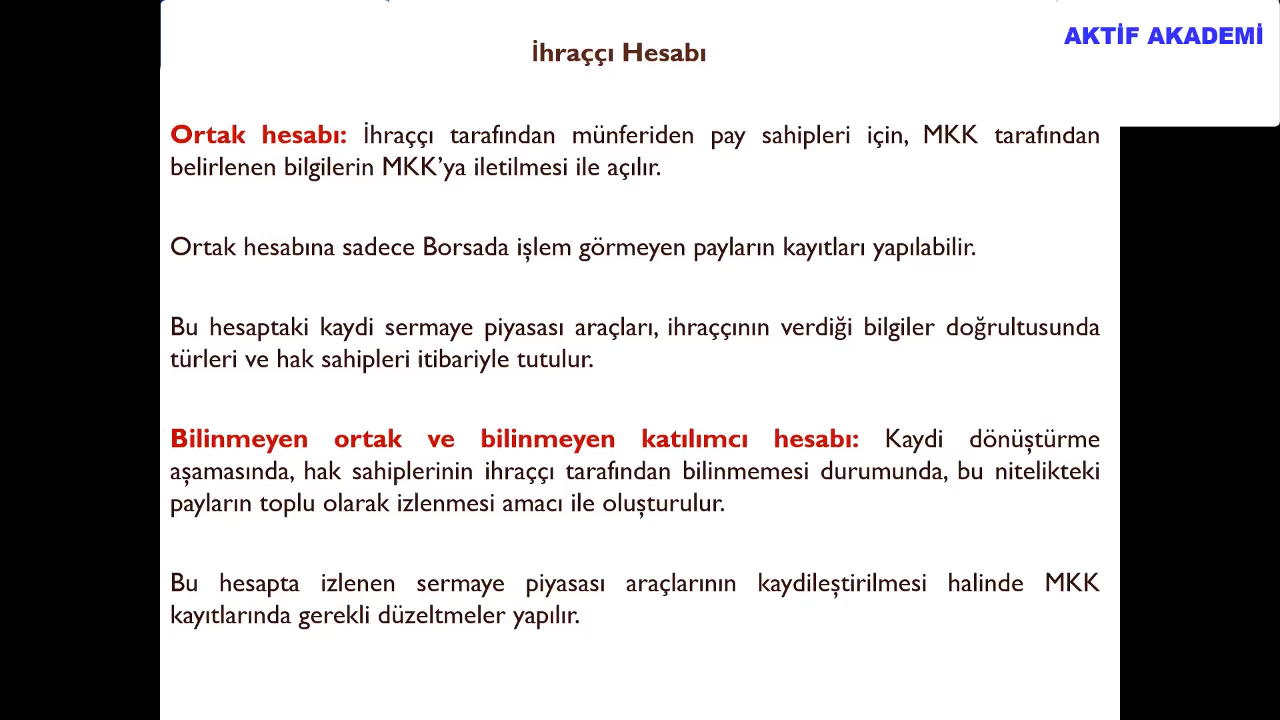 AKTİF AKADEMİ
İhraççı Hesabı
Ortak hesabı: İhraççı tarafından münferiden pay sahipleri için, MKK tarafından
belirlenen bilgilerin MKK’ya iletilmesi ile açılır.
Ortak hesabına sadece Borsada işlem görmeyen payların kayıtları yapılabilir.
Bu hesaptaki kaydi sermaye piyasası araçları, ihraççının verdiği bilgiler doğrultusunda
türleri ve hak sahipleri itibariyle tutulur.
Bilinmeyen ortak ve bilinmeyen katılımcı hesabı: Kaydi dönüştürme
aşamasında, hak sahiplerinin ihraççı tarafından bilinmemesi durumunda, bu nitelikteki
payların toplu olarak izlenmesi amacı ile oluşturulur.
Bu hesapta izlenen sermaye piyasası araçlarının kaydileştirilmesi halinde MKK
kayıtlarında gerekli düzeltmeler yapılır.